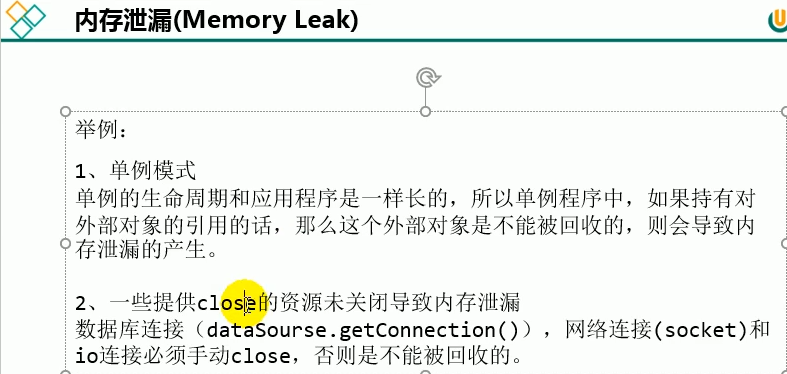 内存泄漏(Memory Leak)
举例：
1、单例模式
单例的生命周期和应用程序是一样长的，所以单例程序中，如果持有对
外部对象的引用的话，那么这个外部对象是不能被回收的，则会导致内
存泄漏的产生。
2、一些提供close的资源未关闭导致内存泄漏
数据库连接（dataSourse.getConnection()），网络连接(socket)和
io连接必须手动close，否则是不能被回收的。